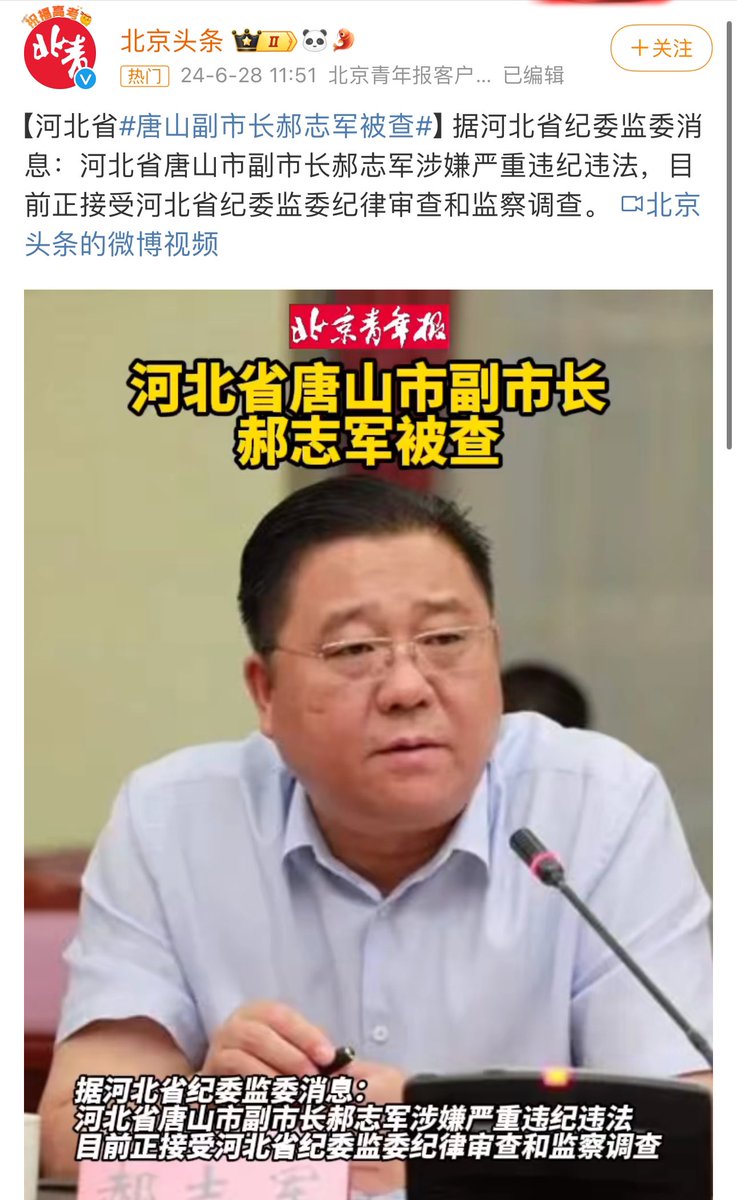 祝福高考
北青
北京头条 II
+关注
热门 24-6-28 11:51 北京青年报客户... 已编辑
【河北省#唐山副市长郝志军被查#】据河北省纪委监委消
息：河北省唐山市副市长郝志军涉嫌严重违纪违法，目
前正接受河北省纪委监委纪律审查和监察调查。 北京
头条的微博视频
北京青年报
河北省唐山市副市长
郝志军被查
据河北省纪委监委消息：
河北省唐山市副市长郝志军涉嫌严重违纪违法
目前正接受河北省纪委监委纪律审查和监察调查
郝志军